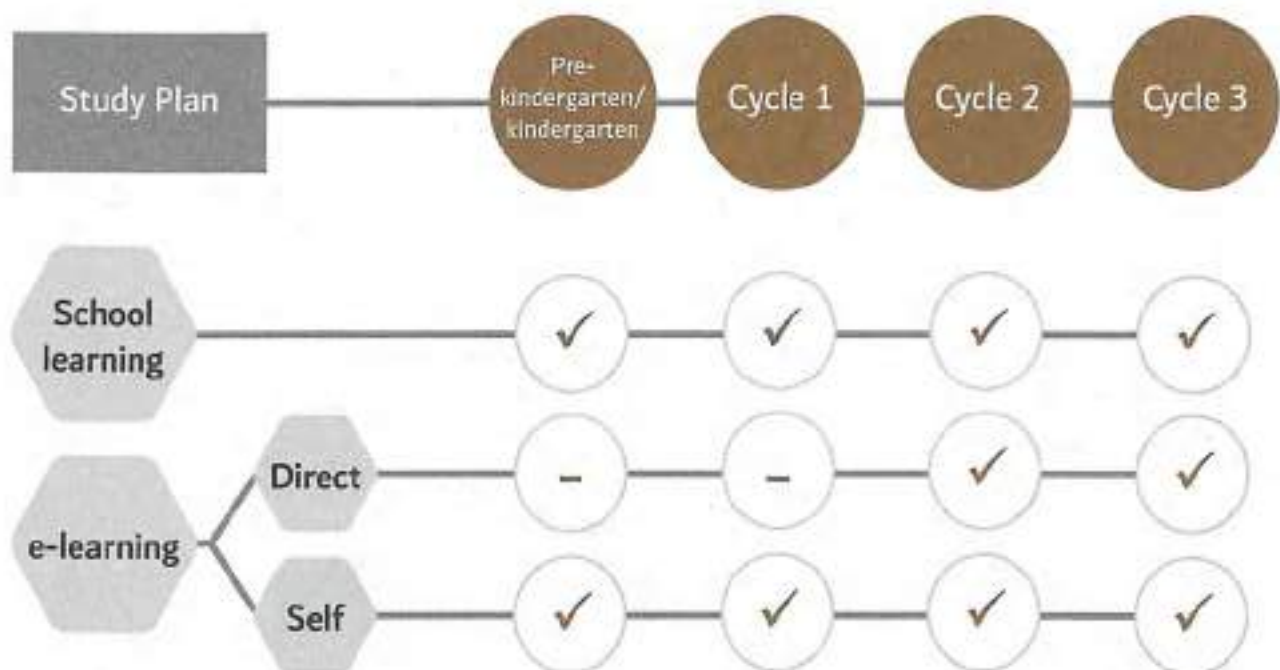 Study Plan
Pre-
kindergarten/
kindergarten
Cycle 1
Cycle 2
Cycle 3
School
learning
✓ ✓ ✓ ✓
e-learning
Direct
- - ✓ ✓
Self
✓ ✓ ✓ ✓